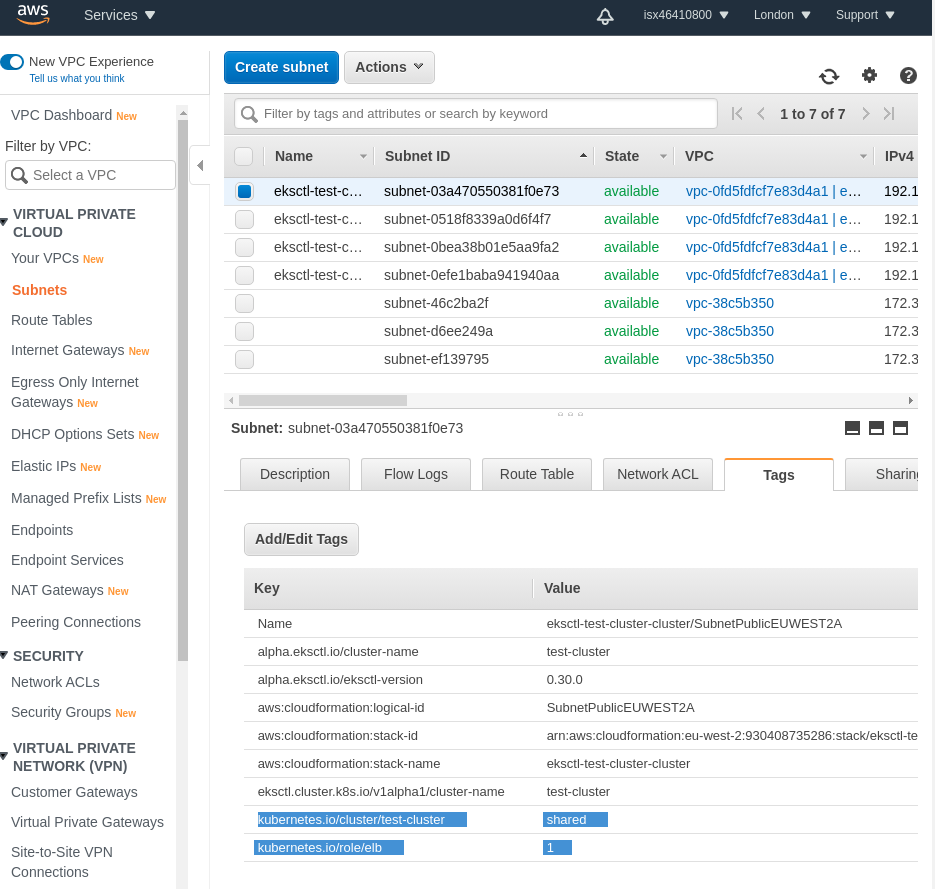 aws
Services
isx46410800
London
Support
New VPC Experience
Tell us what you think
VPC Dashboard New
Filter by VPC:
Select a VPC
VIRTUAL PRIVATE
CLOUD
Your VPCs New
Subnets
Route Tables
Internet Gateways New
Egress Only Internet
Gateways New
DHCP Options Sets New
Elastic IPs New
Managed Prefix Lists New
Endpoints
Endpoint Services
NAT Gateways New
Peering Connections
SECURITY
Network ACLs
Security Groups New
VIRTUAL PRIVATE
NETWORK (VPN)
Customer Gateways
Virtual Private Gateways
Site-to-Site VPN
Connections
Create subnet Actions
Filter by tags and attributes or search by keyword
1 to 7 of 7
Name Subnet ID State VPC IPv4
eksctl-test-c… subnet-03a470550381f0e73 available vpc-0fd5fdfcf7e83d4a1 | e… 192.1
eksctl-test-c… subnet-0518f8339a0d6f4f7 available vpc-0fd5fdfcf7e83d4a1 | e… 192.1
eksctl-test-c… subnet-0bea38b01e5aa9fa2 available vpc-0fd5fdfcf7e83d4a1 | e… 192.1
eksctl-test-c… subnet-0efe1baba941940aa available vpc-0fd5fdfcf7e83d4a1 | e… 192.1
subnet-46c2ba2f available vpc-38c5b350 172.3
subnet-d6ee249a available vpc-38c5b350 172.3
subnet-ef139795 available vpc-38c5b350 172.3
Subnet: subnet-03a470550381f0e73
Description Flow Logs Route Table Network ACL Tags Sharing
Add/Edit Tags
Key Value
Name eksctl-test-cluster-cluster/SubnetPublicEUWEST2A
alpha.eksctl.io/cluster-name test-cluster
alpha.eksctl.io/eksctl-version 0.30.0
aws:cloudformation:logical-id SubnetPublicEUWEST2A
aws:cloudformation:stack-id arn:aws:cloudformation:eu-west-2:930408735286:stack/eksctl-te
aws:cloudformation:stack-name eksctl-test-cluster-cluster
eksctl.cluster.k8s.io/v1alpha1/cluster-name test-cluster
kubernetes.io/cluster/test-cluster shared
kubernetes.io/role/elb 1